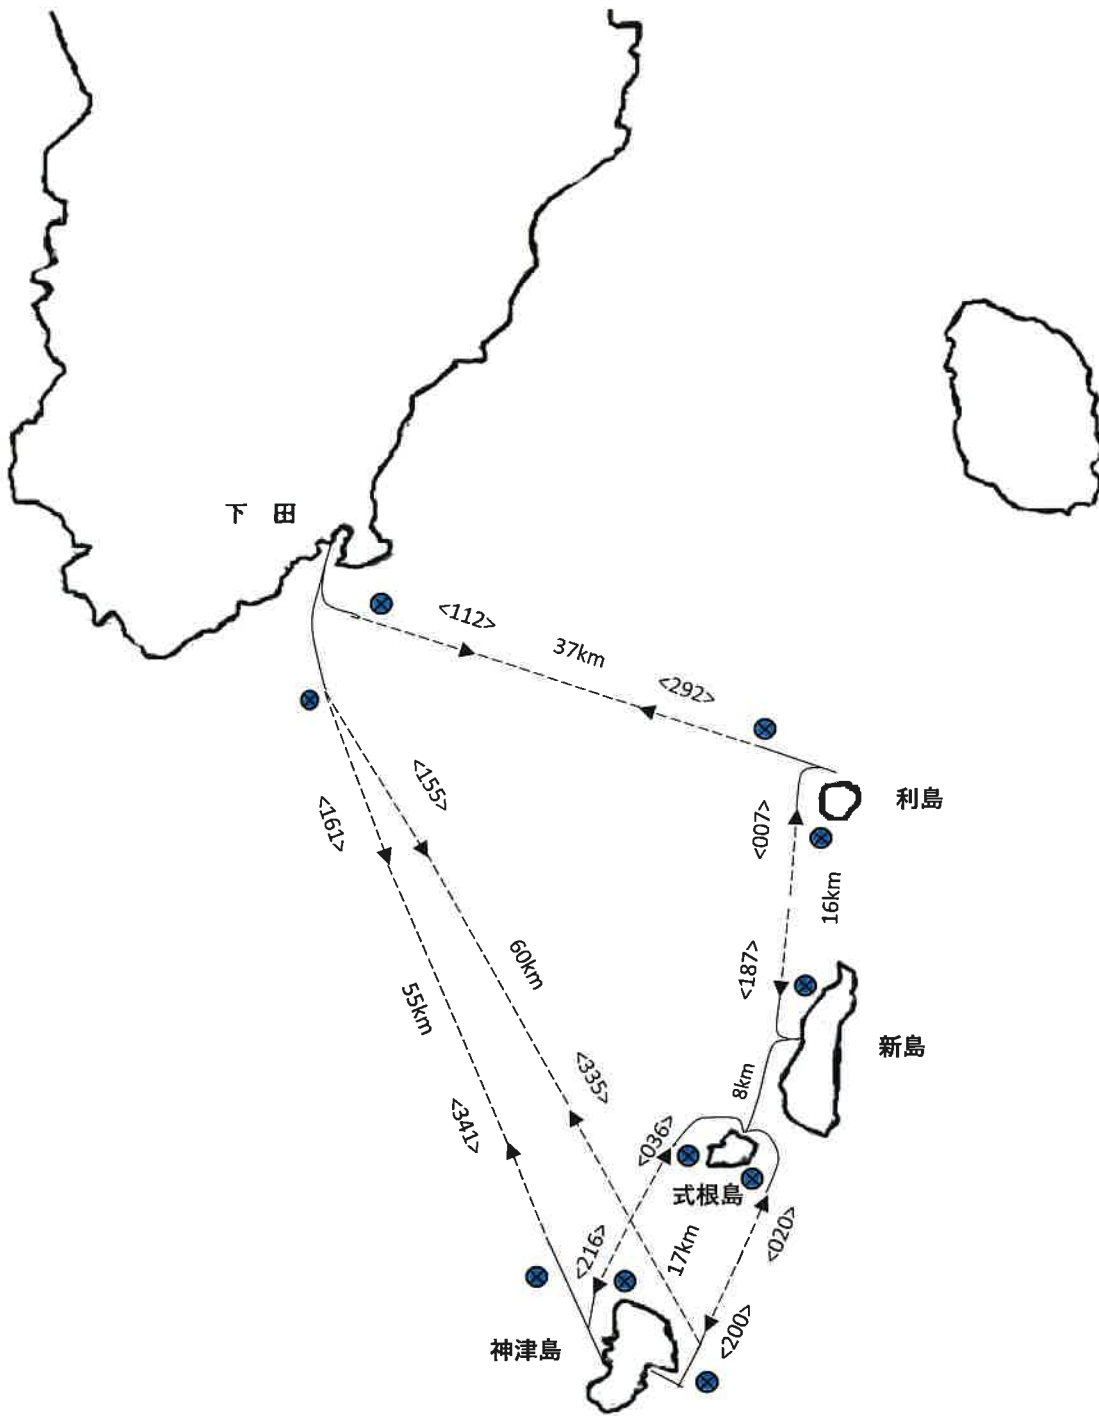 下 田
<112>
37km
<292>
利島
<007>
<155>
<161>
16km
60km
<187>
55km
新島
8km
<335>
<341>
<036>
式根島
<020>
17km
<216>
<200>
神津島